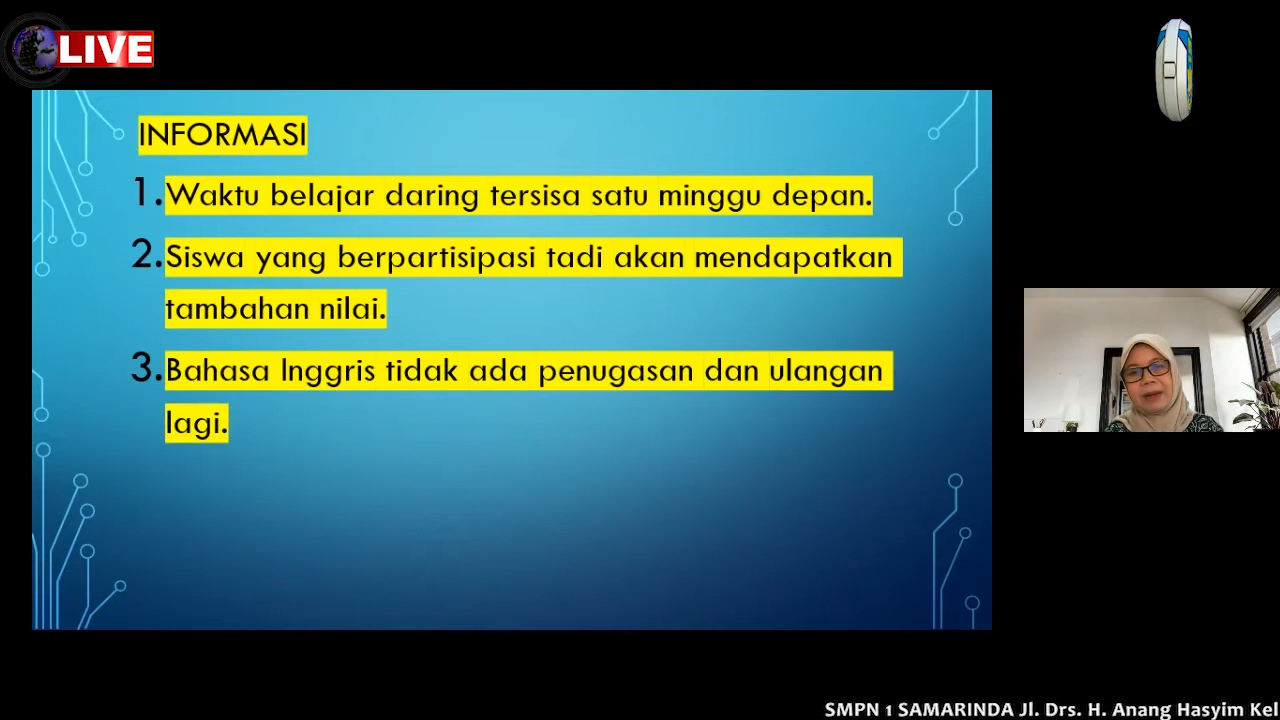 LIVE
INFORMASI
1. Waktu belajar daring tersisa satu minggu depan.
2. Siswa yang berpartisipasi tadi akan mendapatkan
tambahan nilai.
3. Bahasa Inggris tidak ada penugasan dan ulangan
lagi.
SMPN 1 SAMARINDA Jl. Drs. H. Anang Hasyim Kel